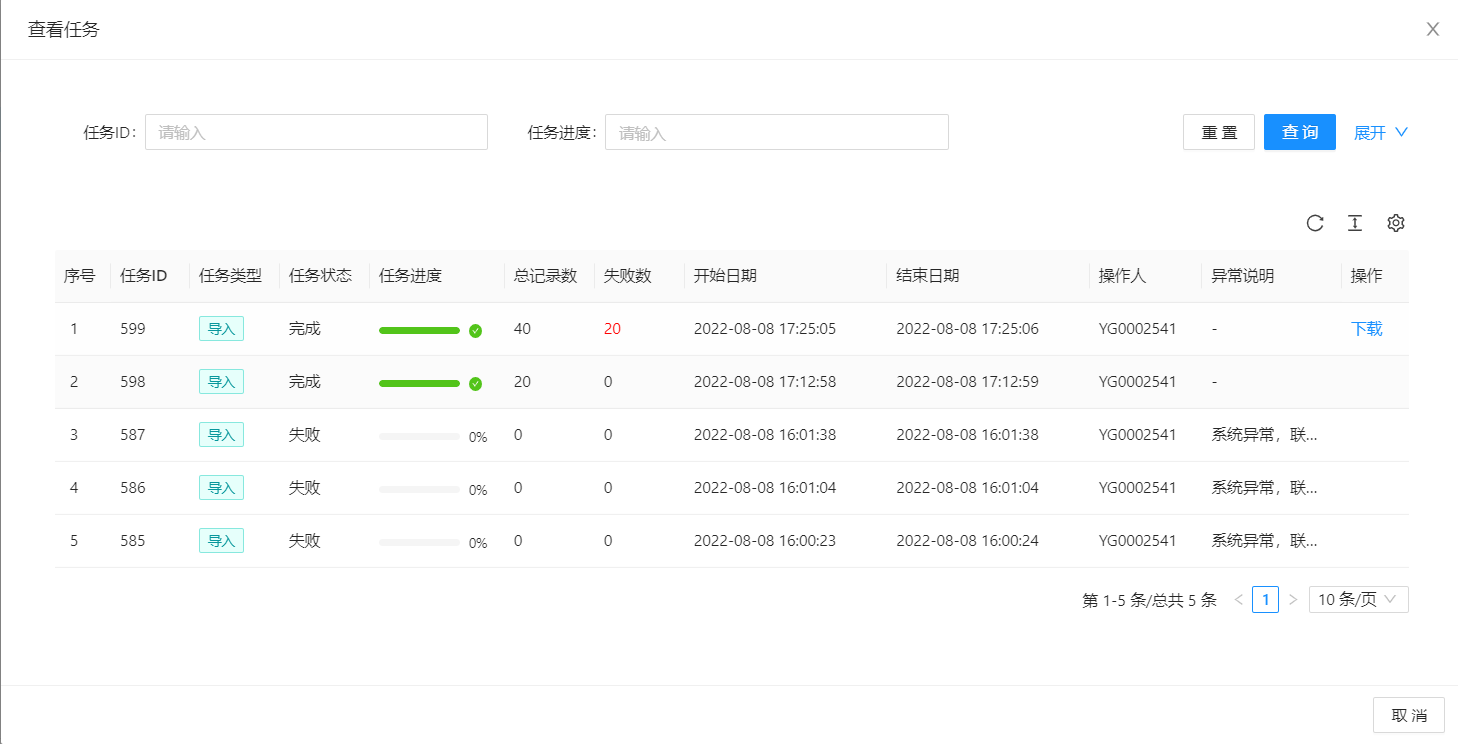 查看任务
任务ID: 请输入 任务进度: 请输入 重 置 查 询 展开
序号 任务ID 任务类型 任务状态 任务进度 总记录数 失败数 开始日期 结束日期 操作人 异常说明 操作
1 599 导入 完成 40 20 2022-08-08 17:25:05 2022-08-08 17:25:06 YG0002541 - 下载
2 598 导入 完成 20 0 2022-08-08 17:12:58 2022-08-08 17:12:59 YG0002541 -
3 587 导入 失败 0% 0 0 2022-08-08 16:01:38 2022-08-08 16:01:38 YG0002541 系统异常，联...
4 586 导入 失败 0% 0 0 2022-08-08 16:01:04 2022-08-08 16:01:04 YG0002541 系统异常，联...
5 585 导入 失败 0% 0 0 2022-08-08 16:00:23 2022-08-08 16:00:24 YG0002541 系统异常，联...
第 1-5 条/总共 5 条 < 1 > 10 条/页
取 消